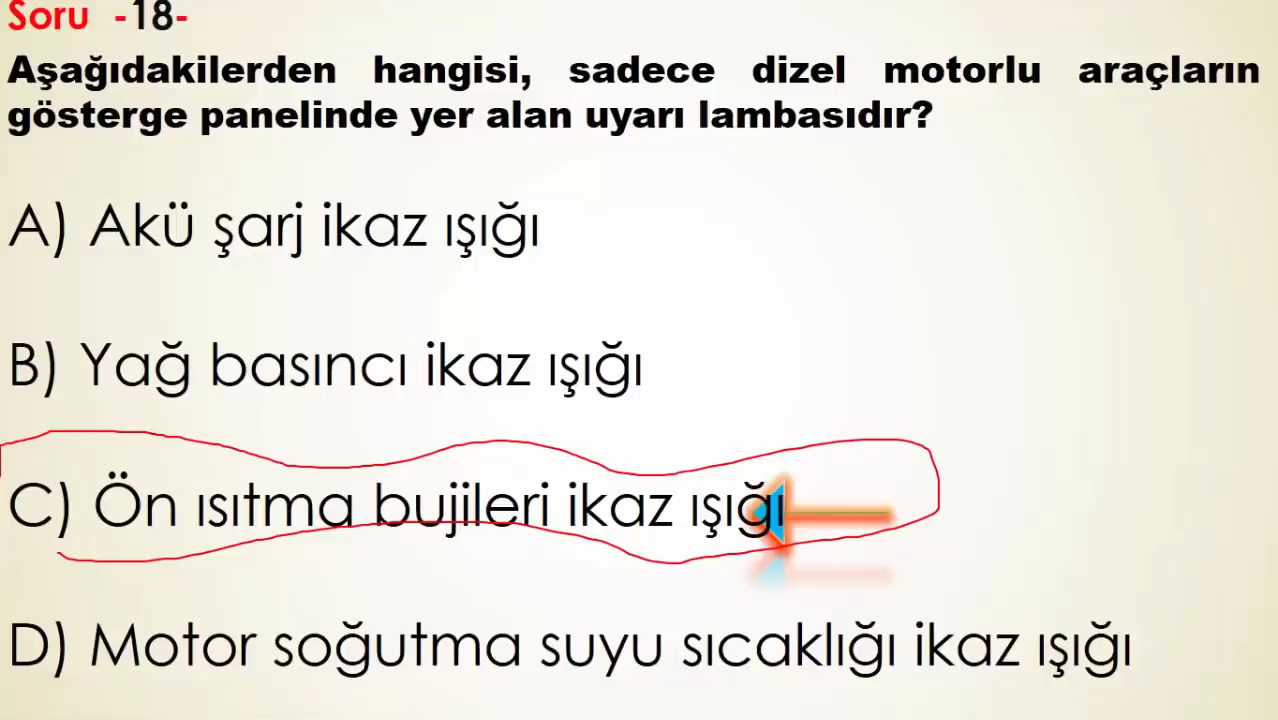 Soru -18-
Aşağıdakilerden hangisi, sadece dizel motorlu araçların
gösterge panelinde yer alan uyarı lambasıdır?
A) Akü şarj ikaz ışığı
B) Yağ basıncı ikaz ışığı
C) Ön ısıtma bujileri ikaz ışığı
D) Motor soğutma suyu sıcaklığı ikaz ışığı